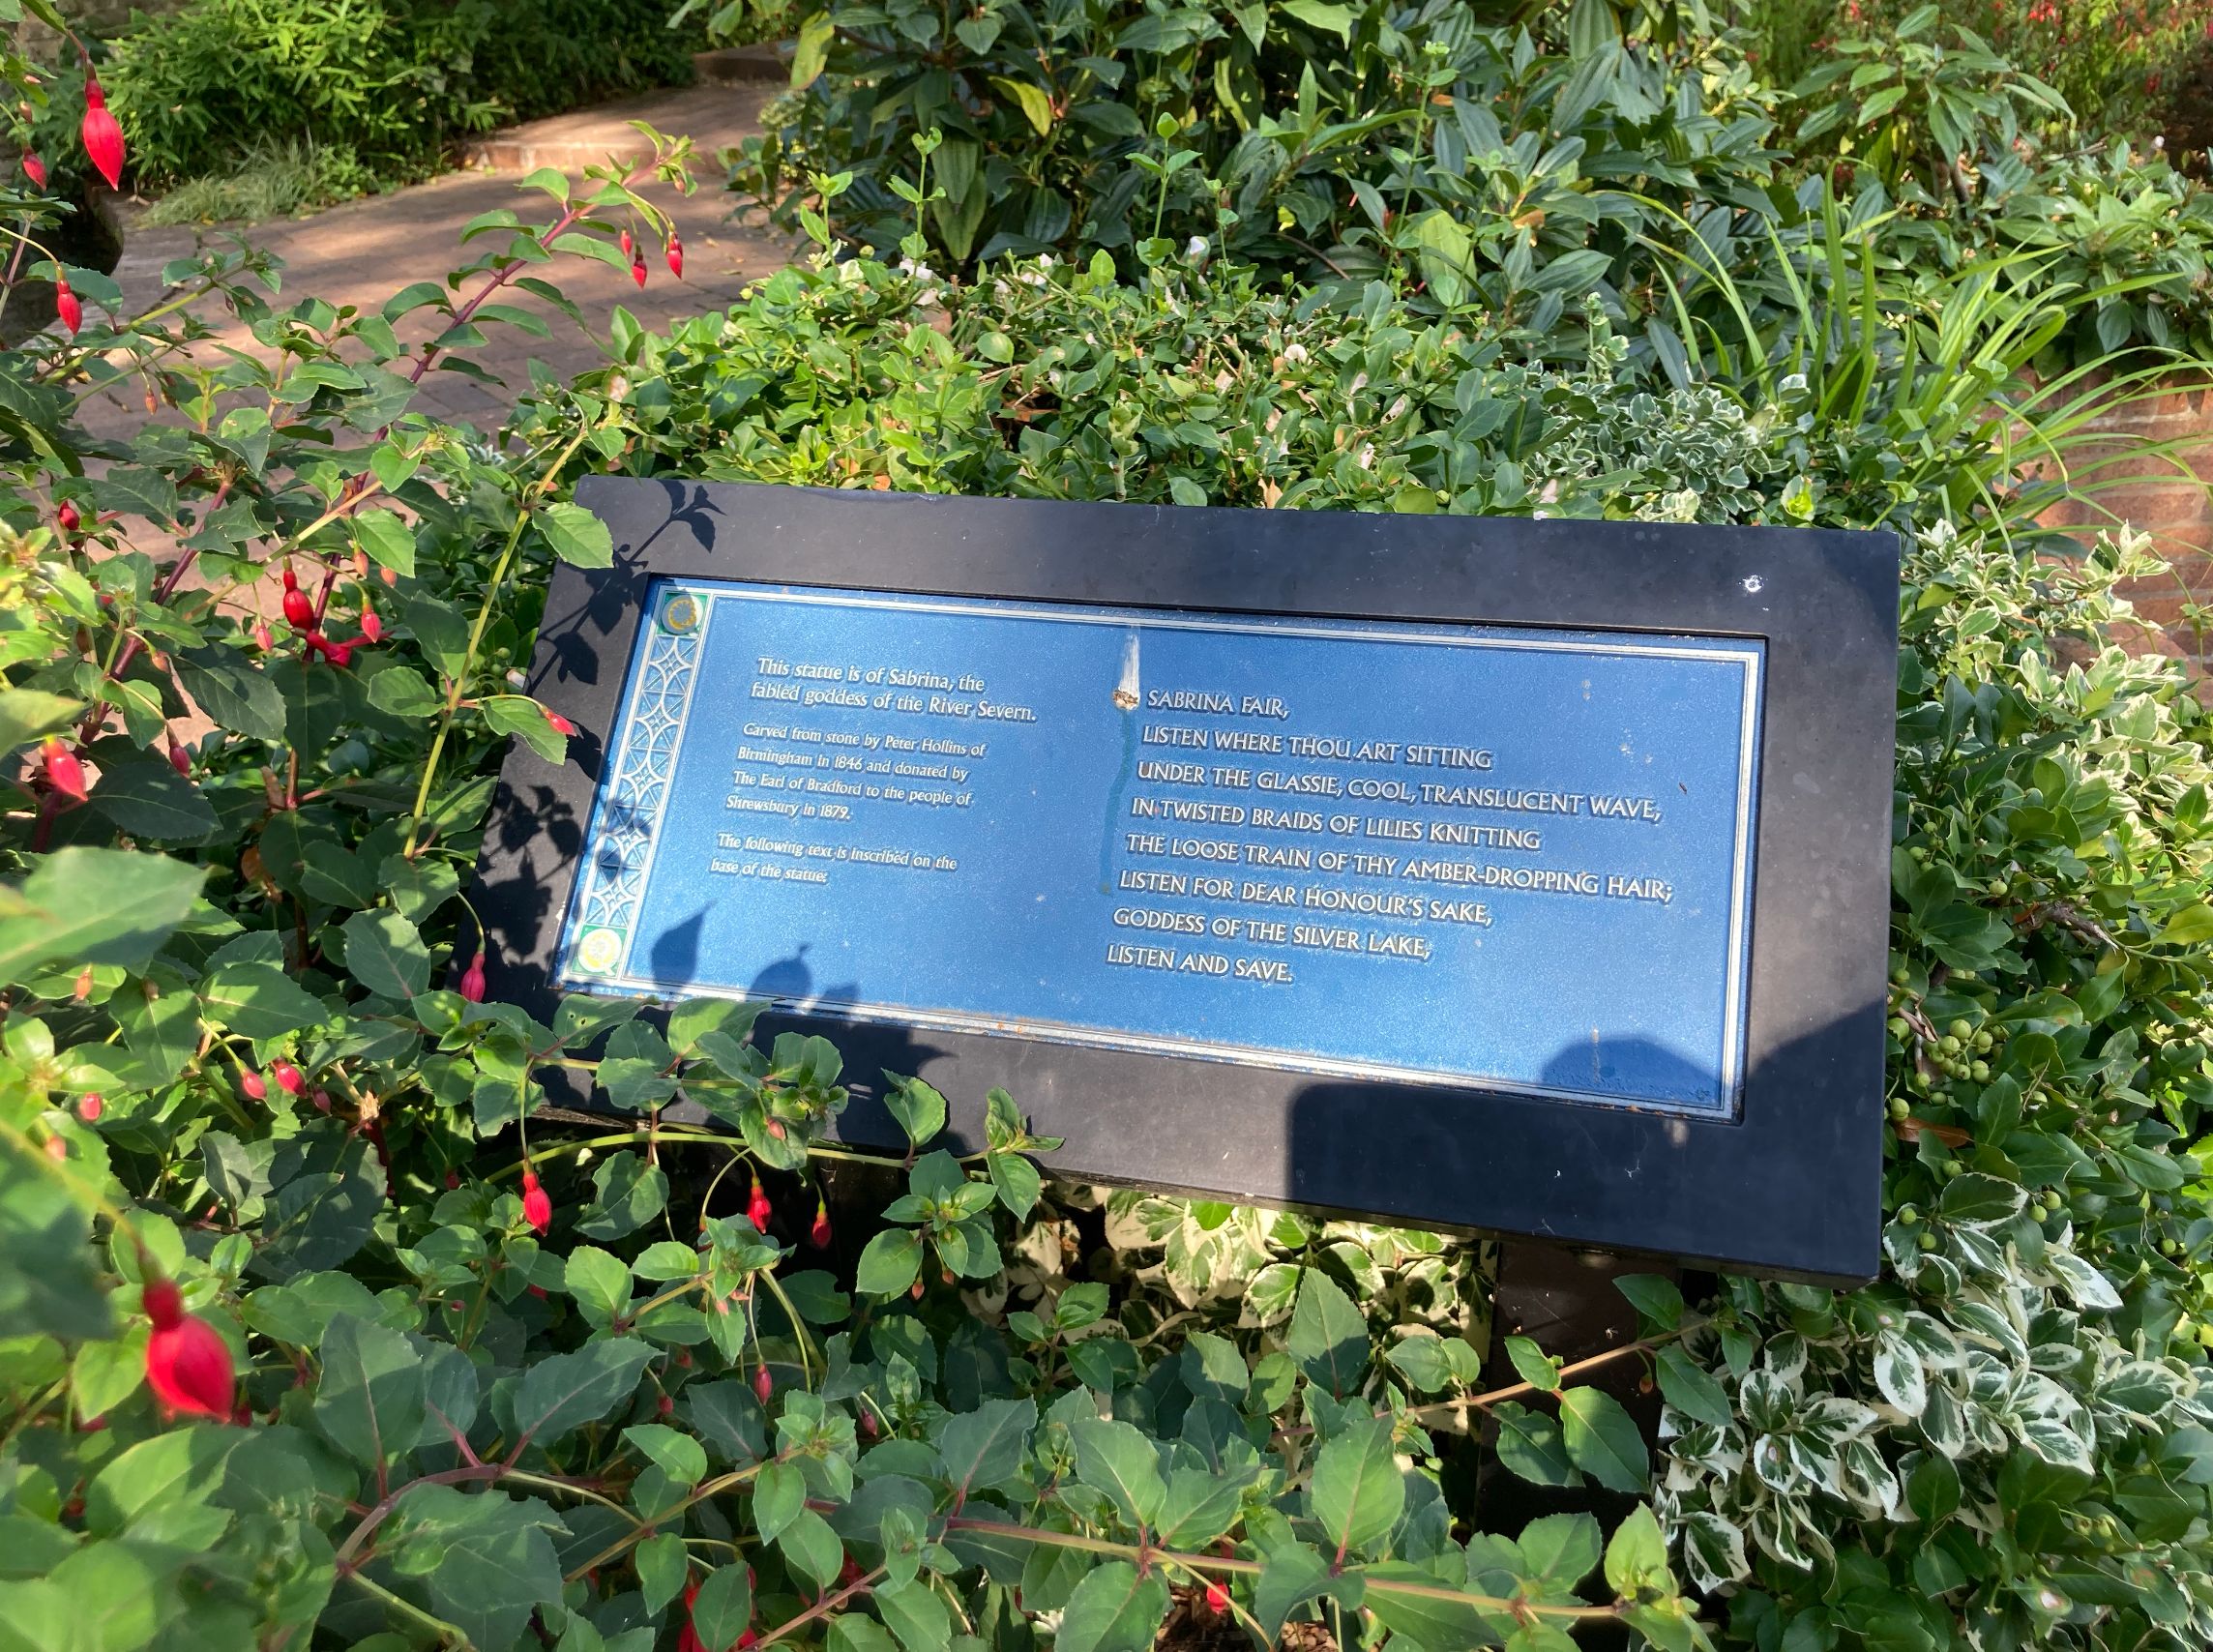 This statue is of Sabrina, the
fabled goddess of the River Severn.
Carved from stone by Peter Hollins of
Birmingham in 1846 and donated by
The Earl of Bradford to the people of
Shrewsbury in 1879.
The following text is inscribed on the
base of the statue:
SABRINA FAIR,
LISTEN WHERE THOU ART SITTING
UNDER THE GLASSIE, COOL, TRANSLUCENT WAVE,
IN TWISTED BRAIDS OF LILIES KNITTING
THE LOOSE TRAIN OF THY AMBER-DROPPING HAIR;
LISTEN FOR DEAR HONOUR'S SAKE,
GODDESS OF THE SILVER LAKE,
LISTEN AND SAVE.